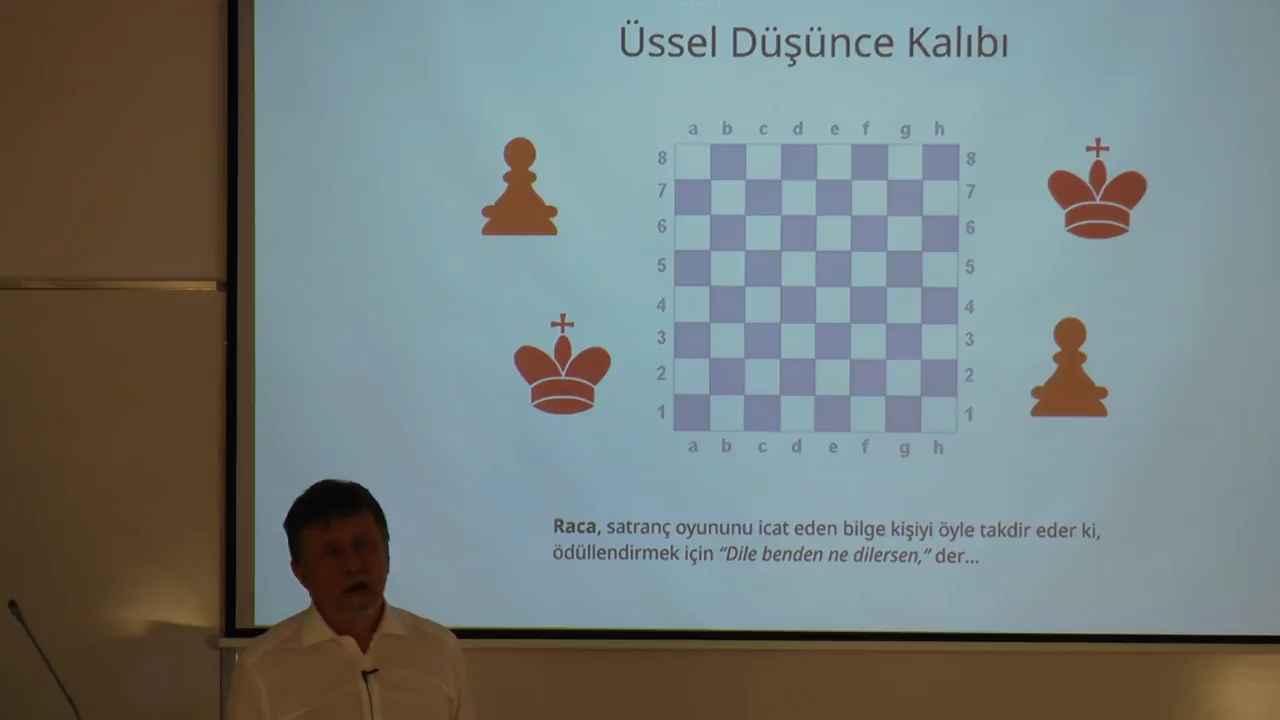 Üssel Düşünce Kalıbı
a b c d e f g h
8 8
7 7
6 6
5 5
4 4
3 3
2 2
1 1
a b c d e f g h
Raca, satranç oyununu icat eden bilge kişiyi öyle takdir eder ki,
ödüllendirmek için “Dile benden ne dilersen,” der...